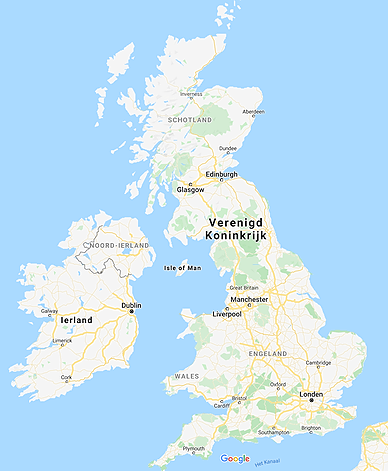 Inverness
Aberdeen
SCHOTLAND
Dundee
Edinburgh
Glasgow
Verenigd
Koninkrijk
NOORD-IERLAND
Isle of Man
Great Britain
Manchester
Dublin
Galway
Liverpool
Ierland
Limerick
ENGELAND
Cambridge
WALES
Cork
Oxford
Londen
Cardiff
Bristol
Southampton
Brighton
Plymouth
Google
Het Kanaal